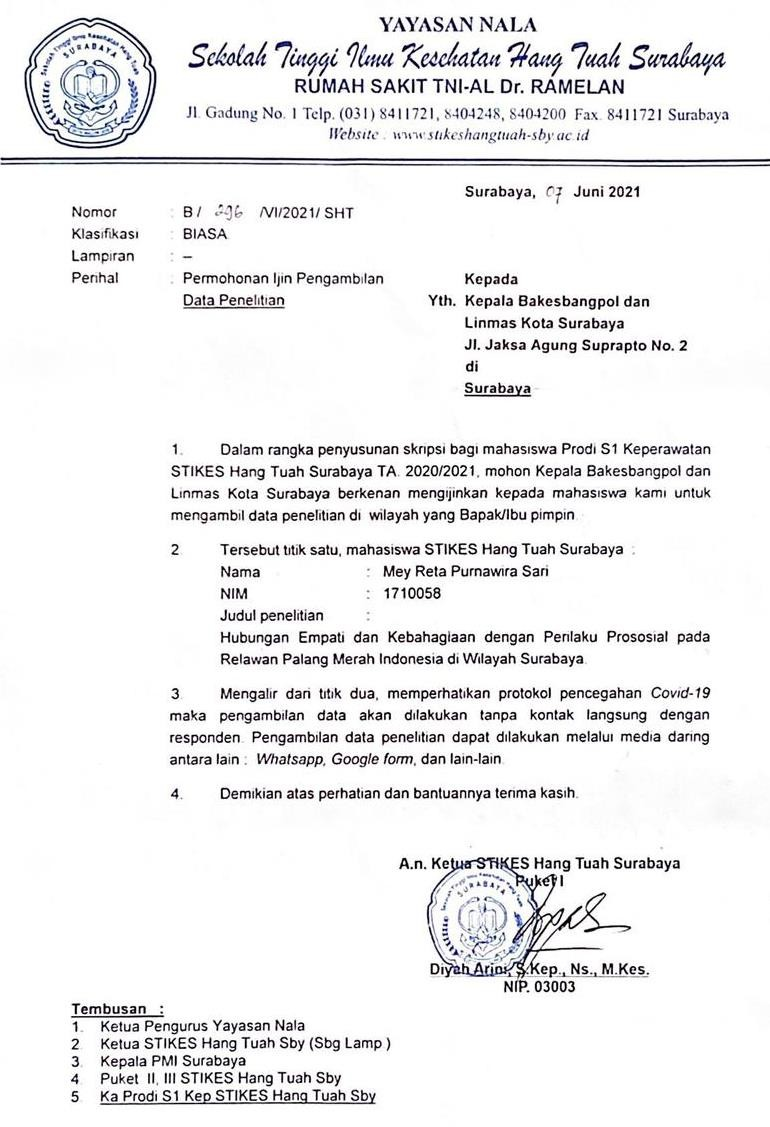 YAYASAN NALA
Sekolah Tinggi Ilmu Kesehatan Hang Tuah Surabaya
RUMAH SAKIT TNI-AL Dr. RAMELAN
Jl. Gadung No. 1 Telp. (031) 8411721, 8404248, 8404200 Fax. 8411721 Surabaya
Website : www.stikeshangtuah-sby.ac.id
Surabaya, 07 Juni 2021
Nomor : B / 296 /VI/2021/ SHT
Klasifikasi : BIASA
Lampiran : –
Perihal : Permohonan Ijin Pengambilan
Data Penelitian
Kepada
Yth. Kepala Bakesbangpol dan
Linmas Kota Surabaya
Jl. Jaksa Agung Suprapto No. 2
di
Surabaya
1. Dalam rangka penyusunan skripsi bagi mahasiswa Prodi S1 Keperawatan
STIKES Hang Tuah Surabaya TA. 2020/2021, mohon Kepala Bakesbangpol dan
Linmas Kota Surabaya berkenan mengijinkan kepada mahasiswa kami untuk
mengambil data penelitian di wilayah yang Bapak/Ibu pimpin.
2. Tersebut titik satu, mahasiswa STIKES Hang Tuah Surabaya :
Nama : Mey Reta Purnawira Sari
NIM : 1710058
Judul penelitian :
Hubungan Empati dan Kebahagiaan dengan Perilaku Prososial pada
Relawan Palang Merah Indonesia di Wilayah Surabaya.
3. Mengalir dari titik dua, memperhatikan protokol pencegahan Covid-19
maka pengambilan data akan dilakukan tanpa kontak langsung dengan
responden. Pengambilan data penelitian dapat dilakukan melalui media daring
antara lain : Whatsapp, Google form, dan lain-lain.
4. Demikian atas perhatian dan bantuannya terima kasih.
A.n. Ketua STIKES Hang Tuah Surabaya
Puket I
Diyah Arini, S.Kep., Ns., M.Kes.
NIP. 03003
Tembusan :
1. Ketua Pengurus Yayasan Nala
2. Ketua STIKES Hang Tuah Sby (Sbg Lamp )
3. Kepala PMI Surabaya
4. Puket II, III STIKES Hang Tuah Sby
5. Ka Prodi S1 Kep STIKES Hang Tuah Sby